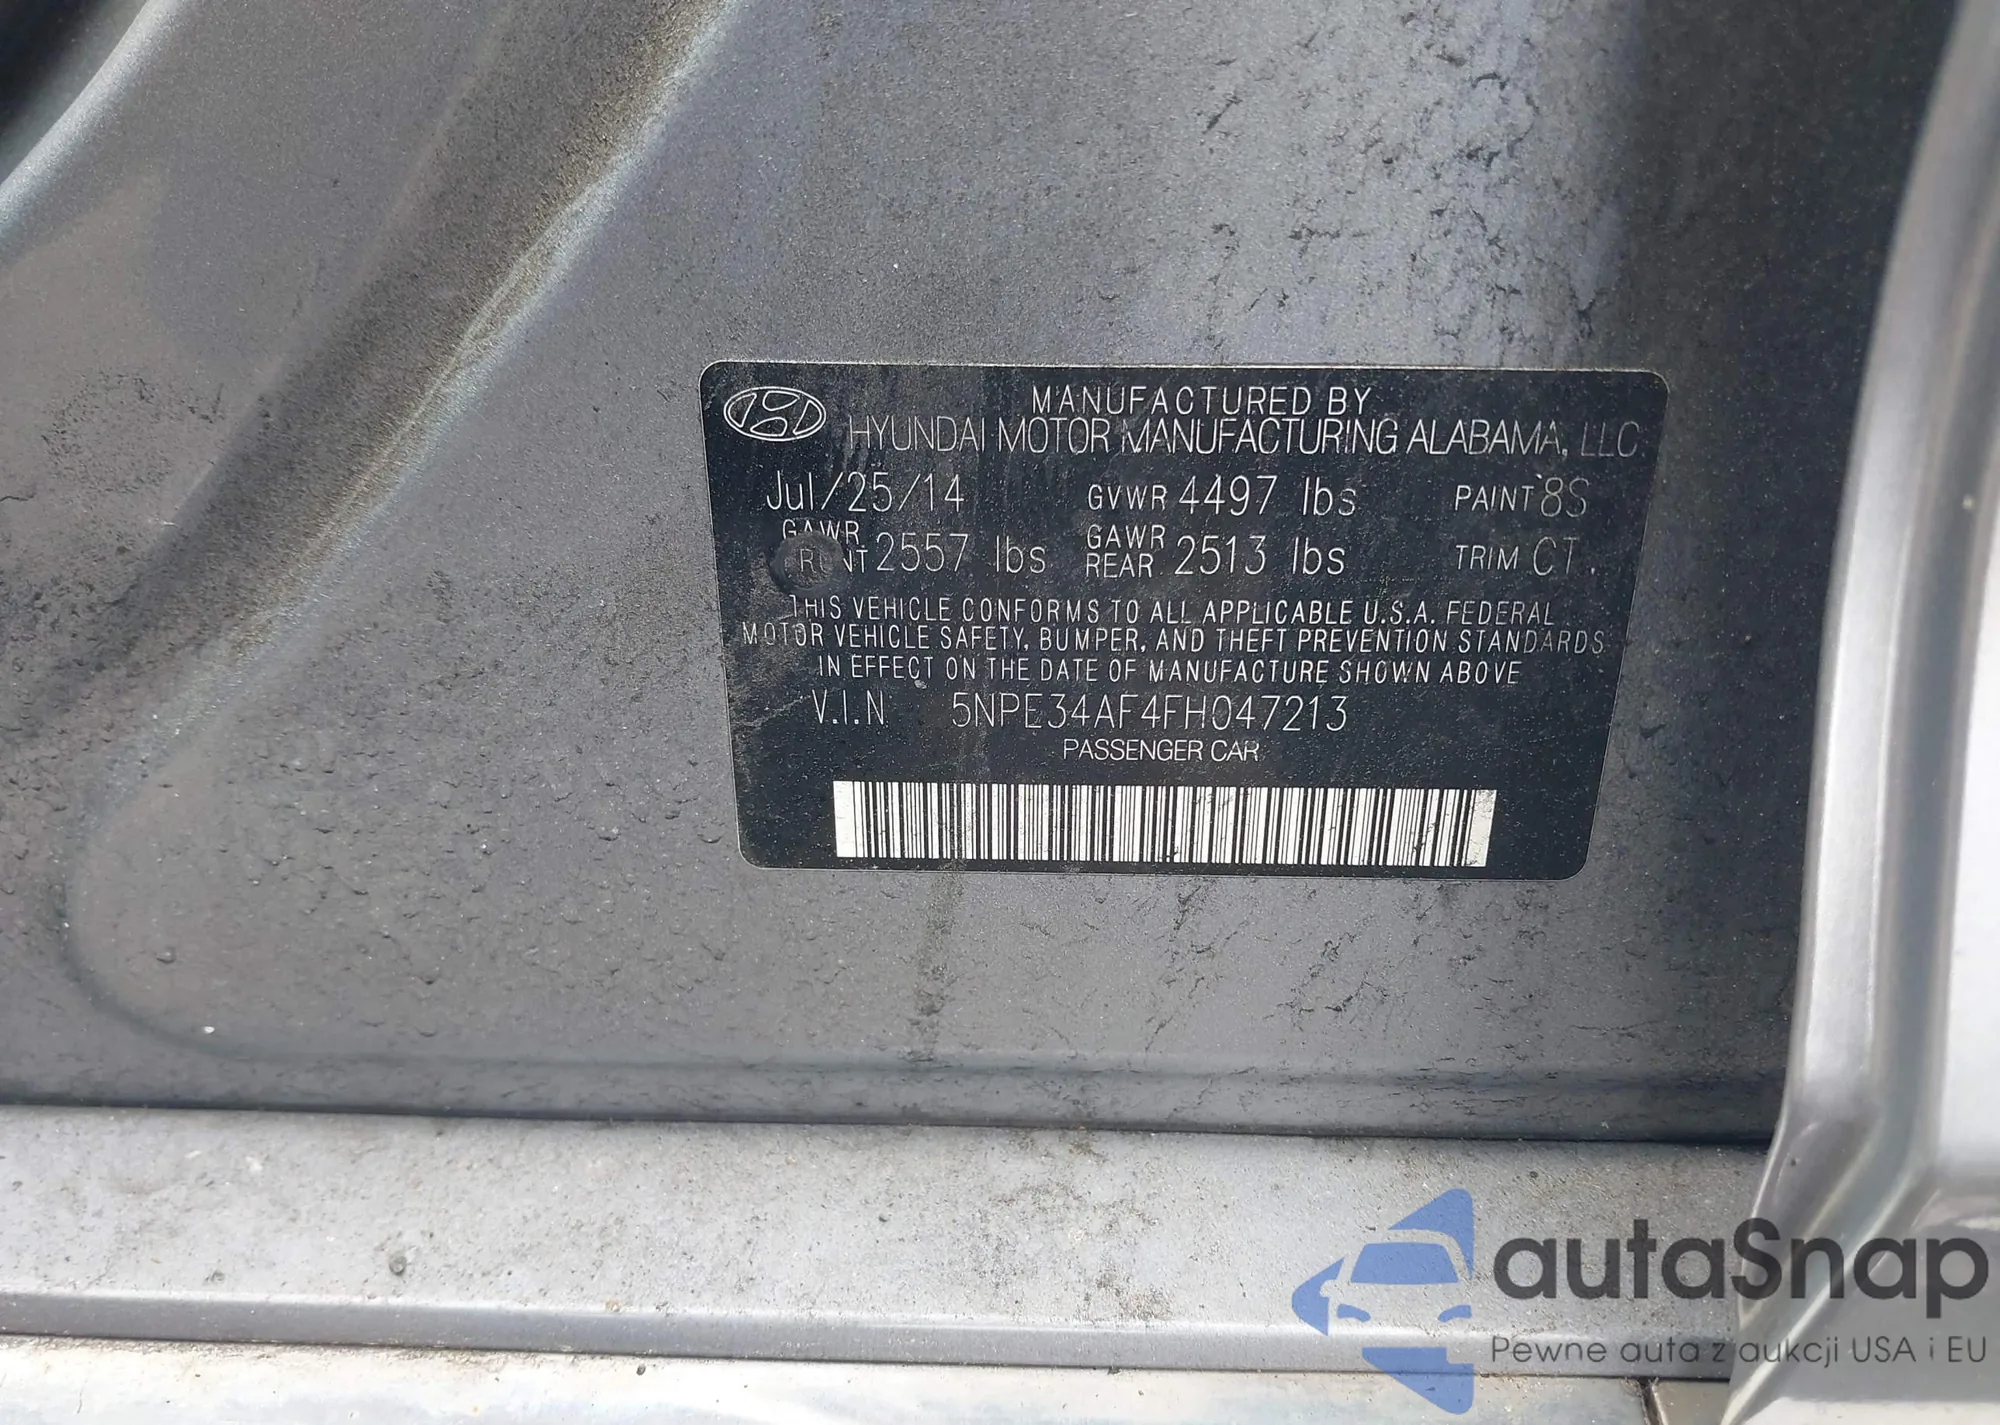 MANUFACTURED BY
HYUNDAI MOTOR MANUFACTURING ALABAMA, LLC
Jul/25/14 GVWR 4497 lbs PAINT 8S
GAWR FRONT 2557 lbs GAWR REAR 2513 lbs TRIM CT
THIS VEHICLE CONFORMS TO ALL APPLICABLE U.S.A. FEDERAL
MOTOR VEHICLE SAFETY, BUMPER, AND THEFT PREVENTION STANDARDS
IN EFFECT ON THE DATE OF MANUFACTURE SHOWN ABOVE
V.I.N 5NPE34AF4FH047213
PASSENGER CAR
autaSnap
Pewne auta z aukcji USA i EU